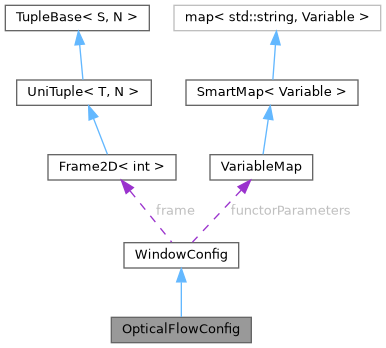 TupleBase< S, N >
map< std::string, Variable >
UniTuple< T, N >
SmartMap< Variable >
Frame2D< int >
VariableMap
frame
functorParameters
WindowConfig
OpticalFlowConfig